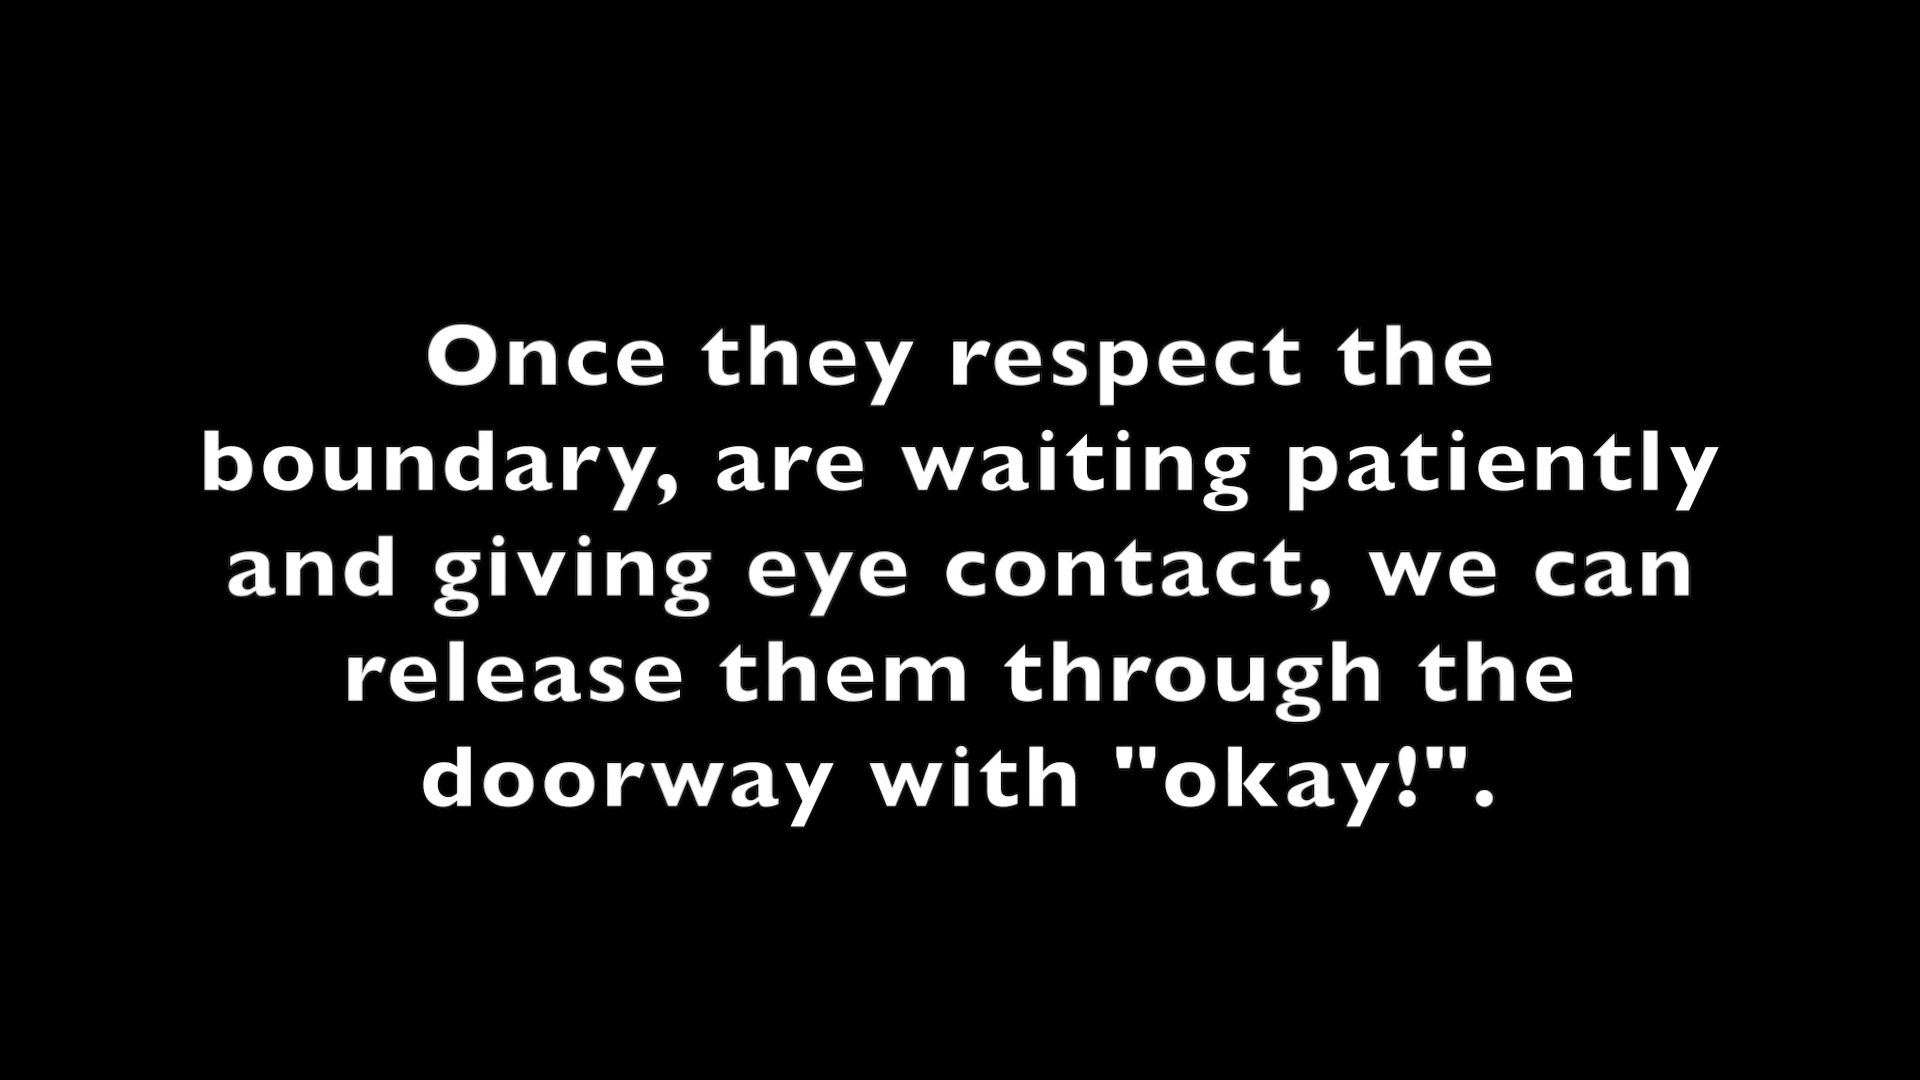 Once they respect the
boundary, are waiting patiently
and giving eye contact, we can
release them through the
doorway with "okay!".